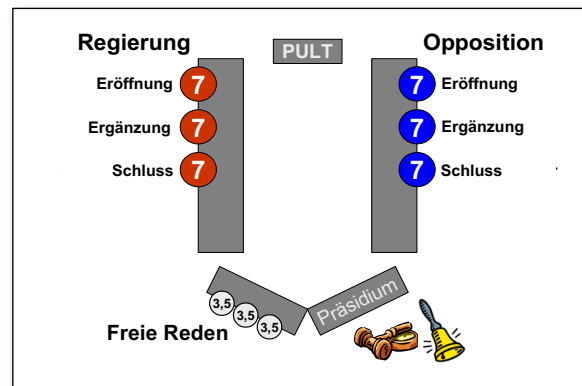 Regierung
PULT
Opposition
Eröffnung 7
7 Eröffnung
Ergänzung 7
7 Ergänzung
Schluss 7
7 Schluss
3,5
3,5
3,5
Präsidium
Freie Reden